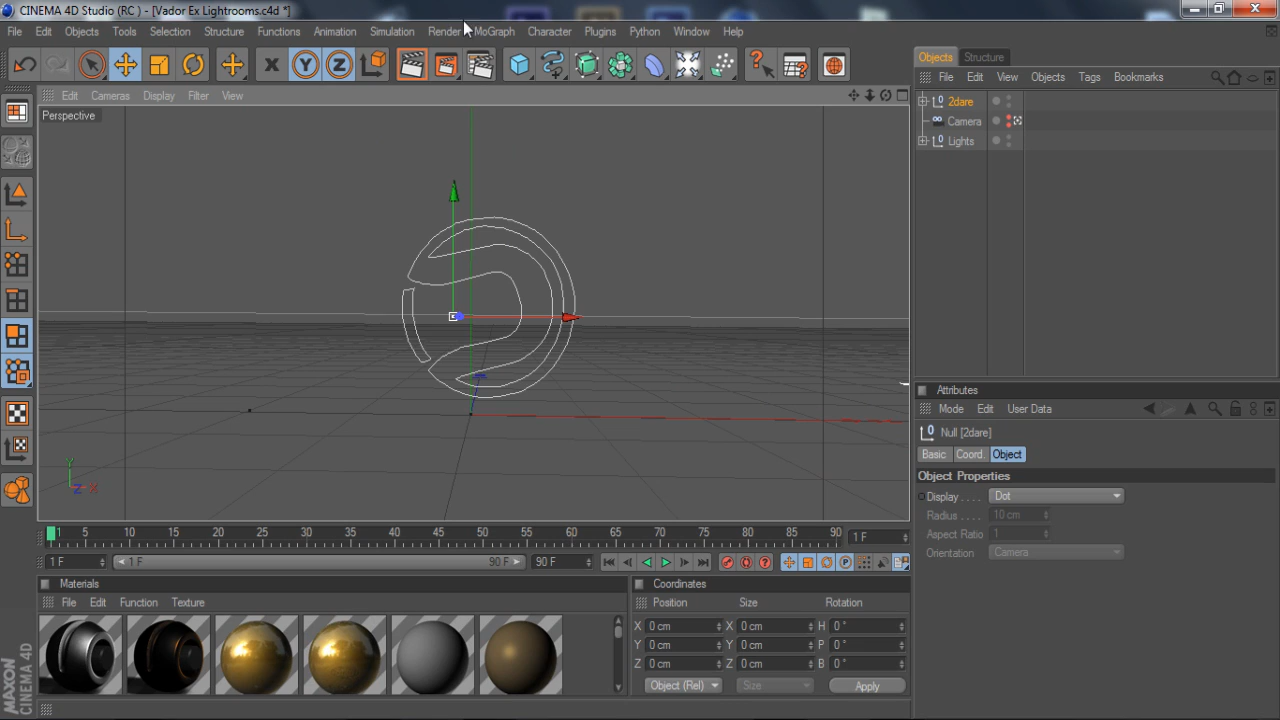 CINEMA 4D Studio (RC ) - [Vador Ex Lightrooms.c4d *]
File Edit Objects Tools Selection Structure Functions Animation Simulation Render MoGraph Character Plugins Python Window Help
Objects Structure
File Edit View Objects Tags Bookmarks
Edit Cameras Display Filter View
Perspective
2dare
Camera
Lights
Y
Z X
Attributes
Mode Edit User Data
Null [2dare]
Basic Coord. Object
Object Properties
Display . . . . Dot
Radius . . . . 10 cm
Aspect Ratio 1
Orientation Camera
1 5 10 15 20 25 30 35 40 45 50 55 60 65 70 75 80 85 90 1 F
1 F 1 F 90 F 90 F
Materials
File Edit Function Texture
Coordinates
Position Size Rotation
X 0 cm X 0 cm H 0 °
Y 0 cm Y 0 cm P 0 °
Z 0 cm Z 0 cm B 0 °
Object (Rel) Size Apply
MAXON
CINEMA 4D